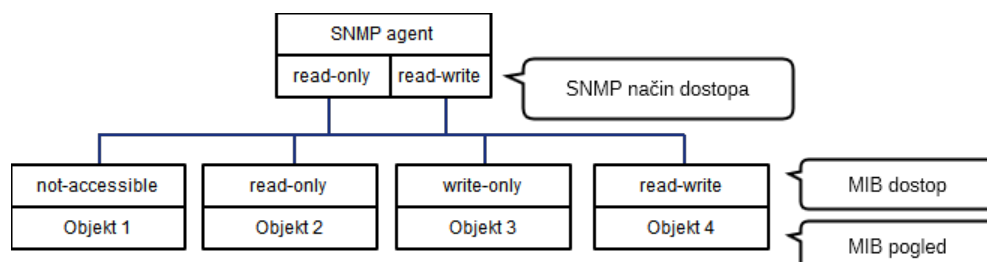 SNMP agent
read-only read-write
SNMP način dostopa
not-accessible read-only write-only read-write
MIB dostop
Objekt 1 Objekt 2 Objekt 3 Objekt 4
MIB pogled